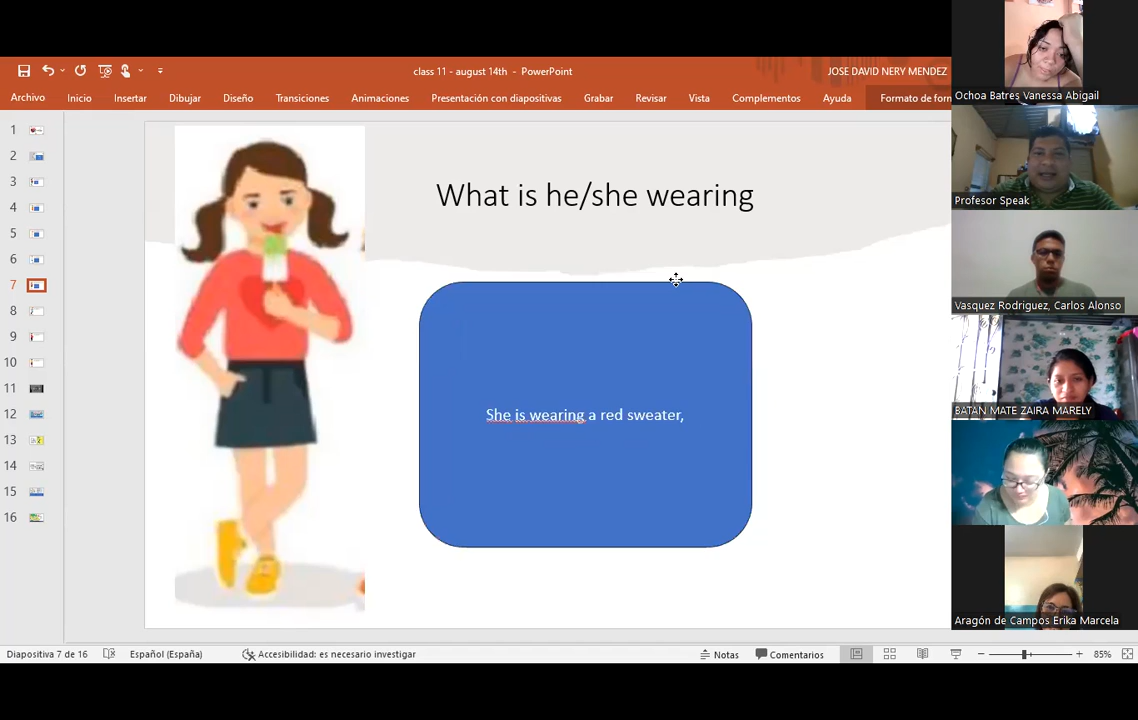 class 11 - august 14th - PowerPoint
JOSE DAVID NERY MENDEZ
Archivo Inicio Insertar Dibujar Diseño Transiciones Animaciones Presentación con diapositivas Grabar Revisar Vista Complementos Ayuda Formato de forn
1
2
3
4
5
6
7
8
9
10
11
12
13
14
15
16
What is he/she wearing
She is wearing a red sweater,
Ochoa Batres Vanessa Abigail
Profesor Speak
Vasquez Rodriguez, Carlos Alonso
BATAN MATE ZAIRA MARELY
Aragón de Campos Erika Marcela
Diapositiva 7 de 16 Español (España) Accesibilidad: es necesario investigar Notas Comentarios 85%